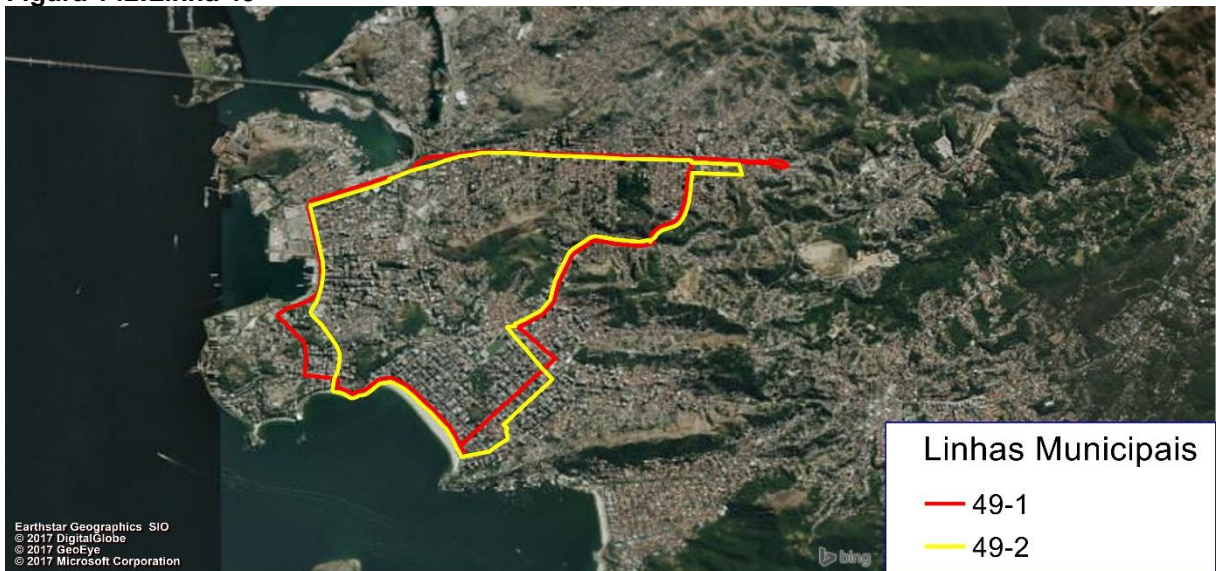 Linhas Municipais
49-1
49-2
Earthstar Geographics SIO
© 2017 DigitalGlobe
© 2017 GeoEye
© 2017 Microsoft Corporation
bing